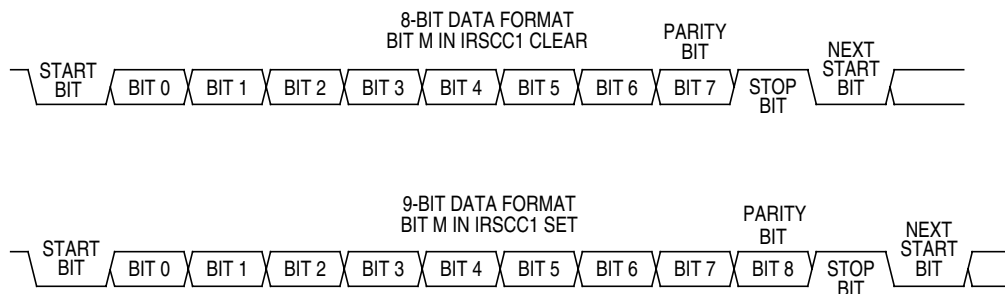 8-BIT DATA FORMAT
BIT M IN IRSCC1 CLEAR
PARITY
BIT
START
BIT
BIT 0
BIT 1
BIT 2
BIT 3
BIT 4
BIT 5
BIT 6
BIT 7
STOP
BIT
NEXT
START
BIT
9-BIT DATA FORMAT
BIT M IN IRSCC1 SET
PARITY
BIT
START
BIT
BIT 0
BIT 1
BIT 2
BIT 3
BIT 4
BIT 5
BIT 6
BIT 7
BIT 8
STOP
BIT
NEXT
START
BIT